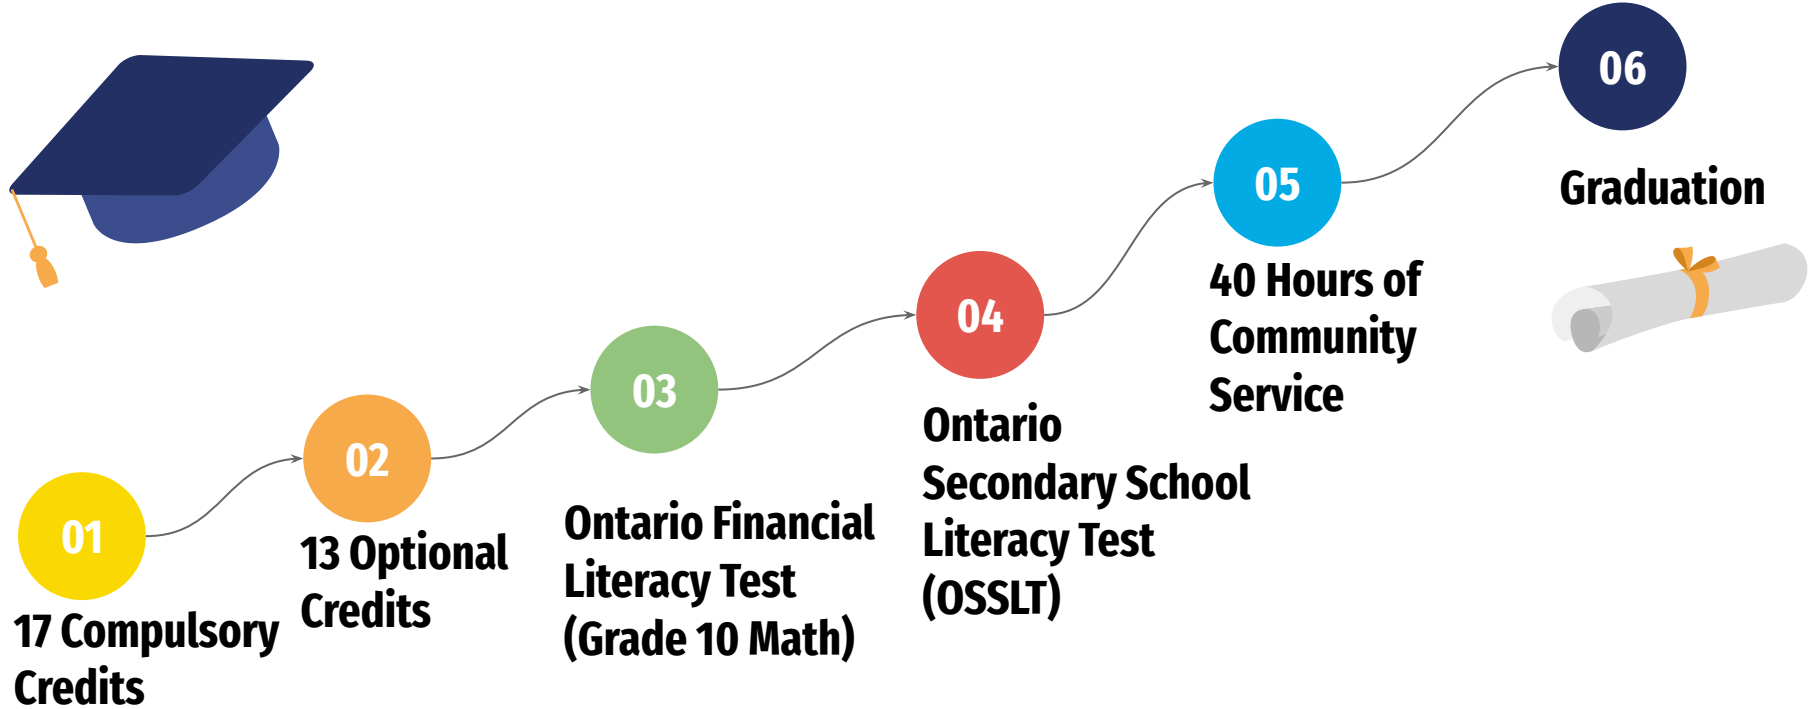 01
17 Compulsory
Credits
02
13 Optional
Credits
03
Ontario Financial
Literacy Test
(Grade 10 Math)
04
Ontario
Secondary School
Literacy Test
(OSSLT)
05
40 Hours of
Community
Service
06
Graduation